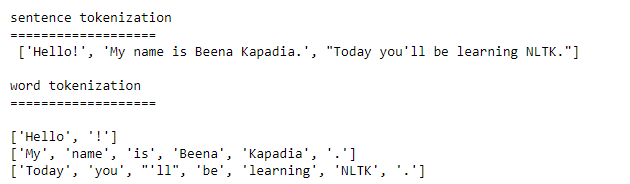 sentence tokenization
===================
['Hello!', 'My name is Beena Kapadia.', "Today you'll be learning NLTK."]
word tokenization
===================
['Hello', '!']
['My', 'name', 'is', 'Beena', 'Kapadia', '.']
['Today', 'you', "'ll", 'be', 'learning', 'NLTK', '.']